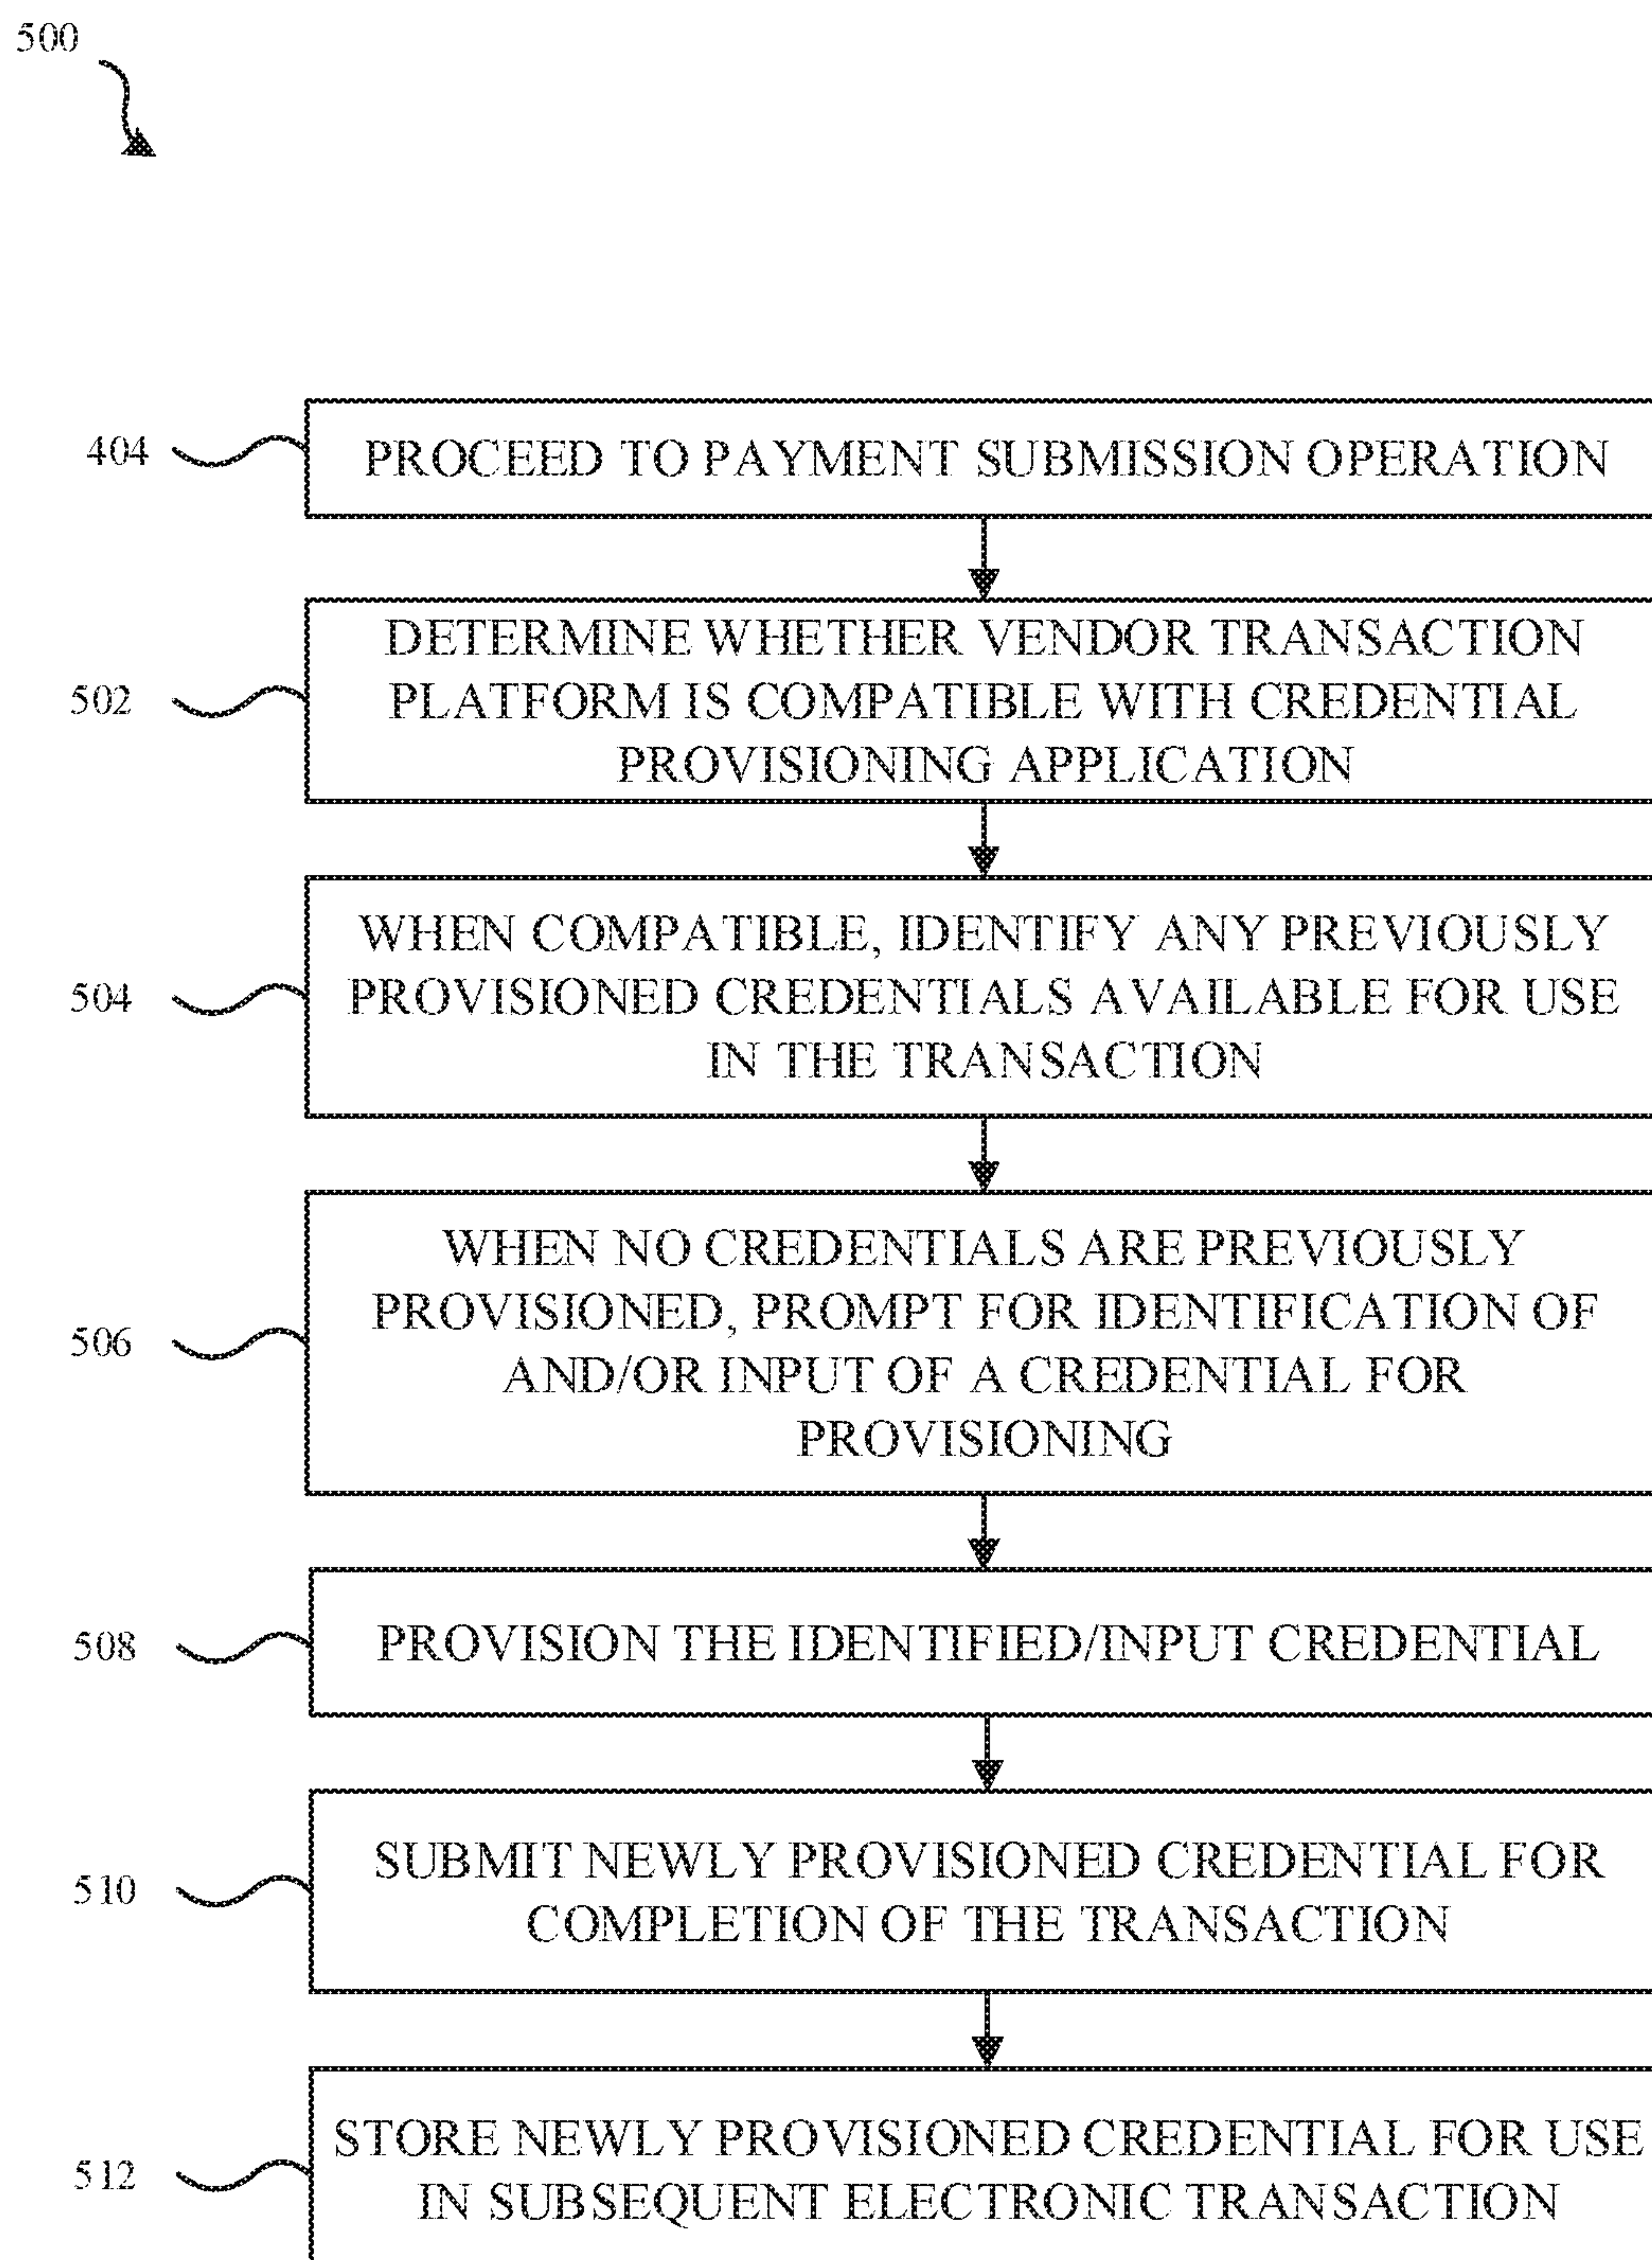 500
404
PROCEED TO PAYMENT SUBMISSION OPERATION
502
DETERMINE WHETHER VENDOR TRANSACTION
PLATFORM IS COMPATIBLE WITH CREDENTIAL
PROVISIONING APPLICATION
504
WHEN COMPATIBLE, IDENTIFY ANY PREVIOUSLY
PROVISIONED CREDENTIALS AVAILABLE FOR USE
IN THE TRANSACTION
506
WHEN NO CREDENTIALS ARE PREVIOUSLY
PROVISIONED, PROMPT FOR IDENTIFICATION OF
AND/OR INPUT OF A CREDENTIAL FOR
PROVISIONING
508
PROVISION THE IDENTIFIED/INPUT CREDENTIAL
510
SUBMIT NEWLY PROVISIONED CREDENTIAL FOR
COMPLETION OF THE TRANSACTION
512
STORE NEWLY PROVISIONED CREDENTIAL FOR USE
IN SUBSEQUENT ELECTRONIC TRANSACTION